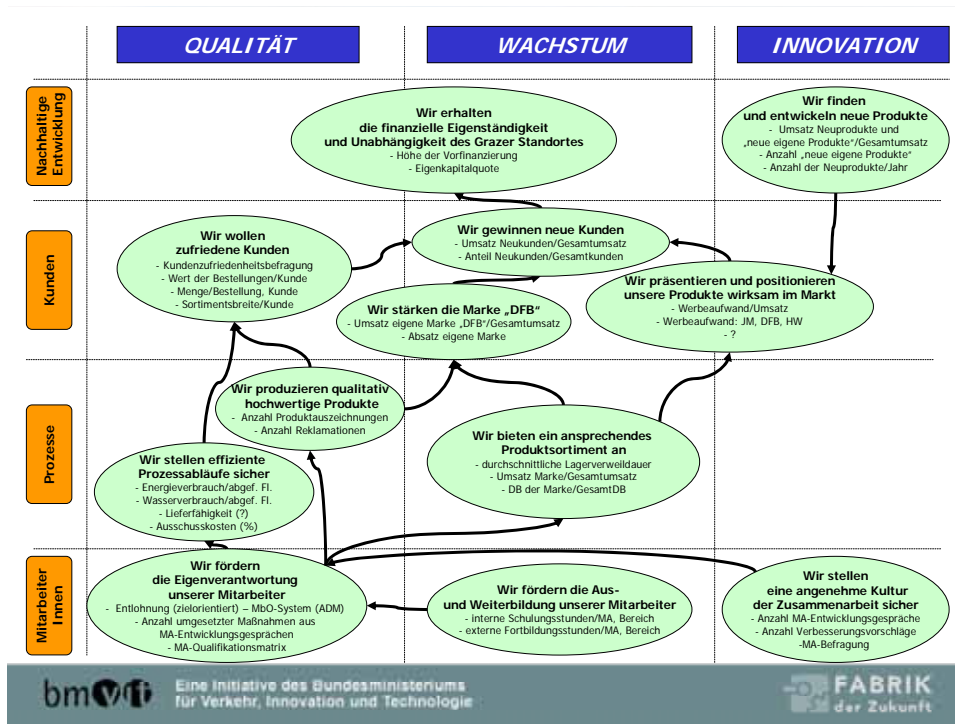 QUALITÄT
WACHSTUM
INNOVATION
Nachhaltige
Entwicklung
Wir erhalten
die finanzielle Eigenständigkeit
und Unabhängigkeit des Grazer Standortes
- Höhe der Vorfinanzierung
- Eigenkapitalquote
Wir finden
und entwickeln neue Produkte
- Umsatz Neuprodukte und
„neue eigene Produkte“/Gesamtumsatz
- Anzahl „neue eigene Produkte“
- Anzahl der Neuprodukte/Jahr
Kunden
Wir wollen
zufriedene Kunden
- Kundenzufriedenheitsbefragung
- Wert der Bestellungen/Kunde
- Menge/Bestellung, Kunde
- Sortimentsbreite/Kunde
Wir gewinnen neue Kunden
- Umsatz Neukunden/Gesamtumsatz
- Anteil Neukunden/Gesamtkunden
Wir stärken die Marke „DFB“
- Umsatz eigene Marke „DFB“/Gesamtumsatz
- Absatz eigene Marke
Wir präsentieren und positionieren
unsere Produkte wirksam im Markt
- Werbeaufwand/Umsatz
- Werbeaufwand: JM, DFB, HW
- ?
Prozesse
Wir produzieren qualitativ
hochwertige Produkte
- Anzahl Produktauszeichnungen
- Anzahl Reklamationen
Wir stellen effiziente
Prozessabläufe sicher
- Energieverbrauch/abgef. Fl.
- Wasserverbrauch/abgef. Fl.
- Lieferfähigkeit (?)
- Ausschusskosten (%)
Wir bieten ein ansprechendes
Produktsortiment an
- durchschnittliche Lagerverweildauer
- Umsatz Marke/Gesamtumsatz
- DB der Marke/GesamtDB
Mitarbeiter
Innen
Wir fördern
die Eigenverantwortung
unserer Mitarbeiter
- Entlohnung (zielorientiert) – MbO-System (ADM)
- Anzahl umgesetzter Maßnahmen aus
MA-Entwicklungsgesprächen
- MA-Qualifikationsmatrix
Wir fördern die Aus-
und Weiterbildung unserer Mitarbeiter
- interne Schulungsstunden/MA, Bereich
- externe Fortbildungsstunden/MA, Bereich
Wir stellen
eine angenehme Kultur
der Zusammenarbeit sicher
- Anzahl MA-Entwicklungsgespräche
- Anzahl Verbesserungsvorschläge
-MA-Befragung
bmvit
Eine Initiative des Bundesministeriums
für Verkehr, Innovation und Technologie
FABRIK
der Zukunft